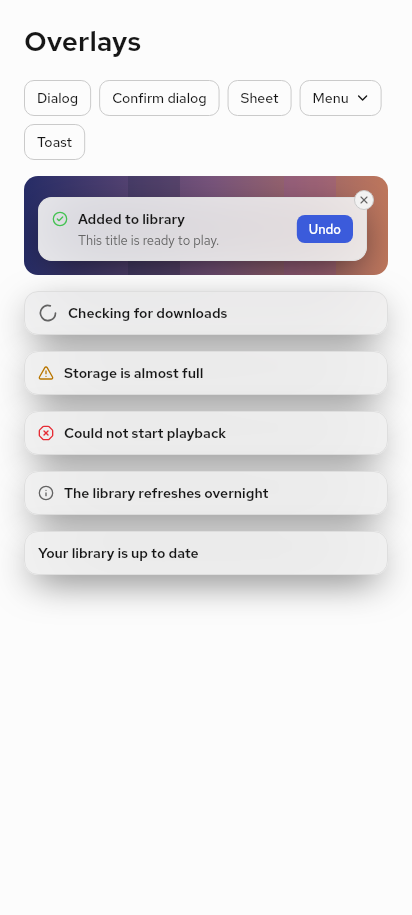 Overlays
Dialog
Confirm dialog
Sheet
Menu
Toast
Added to library
This title is ready to play.
Undo
Checking for downloads
Storage is almost full
Could not start playback
The library refreshes overnight
Your library is up to date